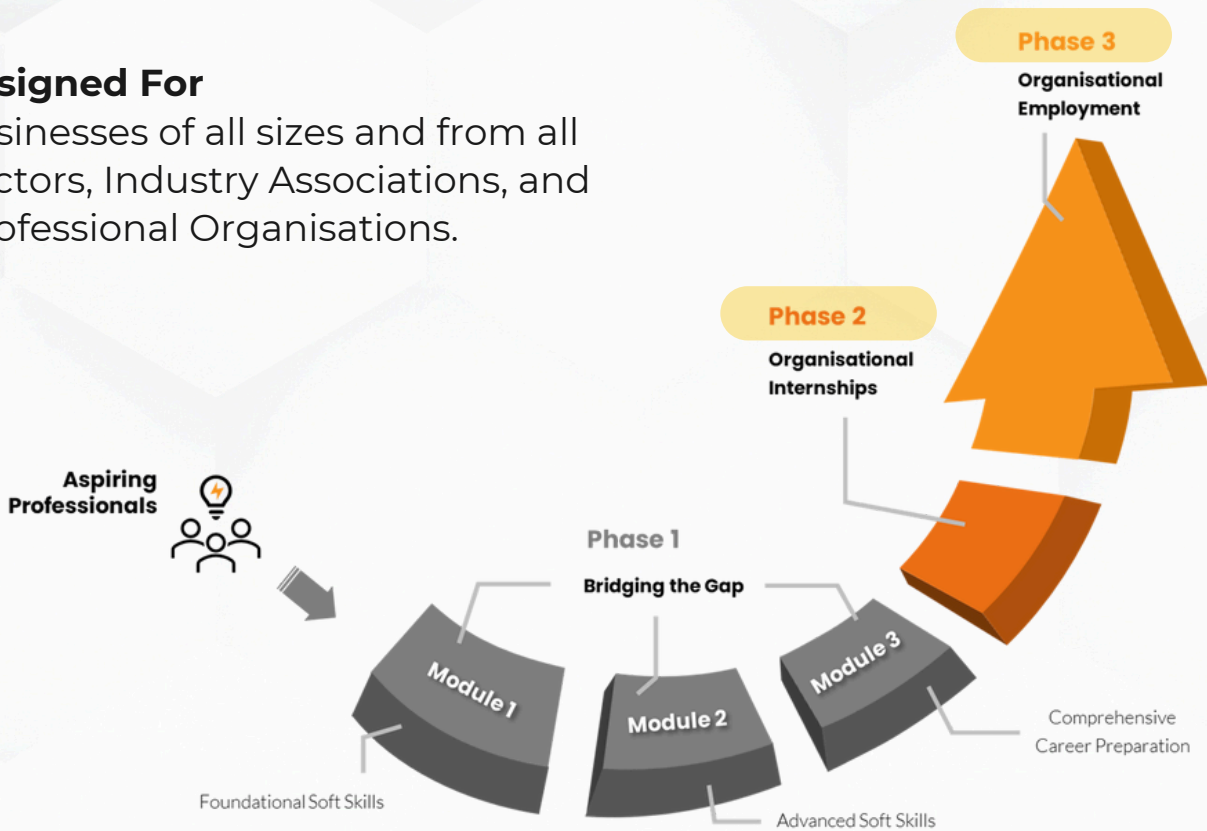 signed For
sinesses of all sizes and from all
ctors, Industry Associations, and
ofessional Organisations.
Phase 3
Organisational
Employment
Phase 2
Organisational
Internships
Aspiring
Professionals
Phase 1
Bridging the Gap
Module 1
Module 2
Module 3
Foundational Soft Skills
Advanced Soft Skills
Comprehensive
Career Preparation